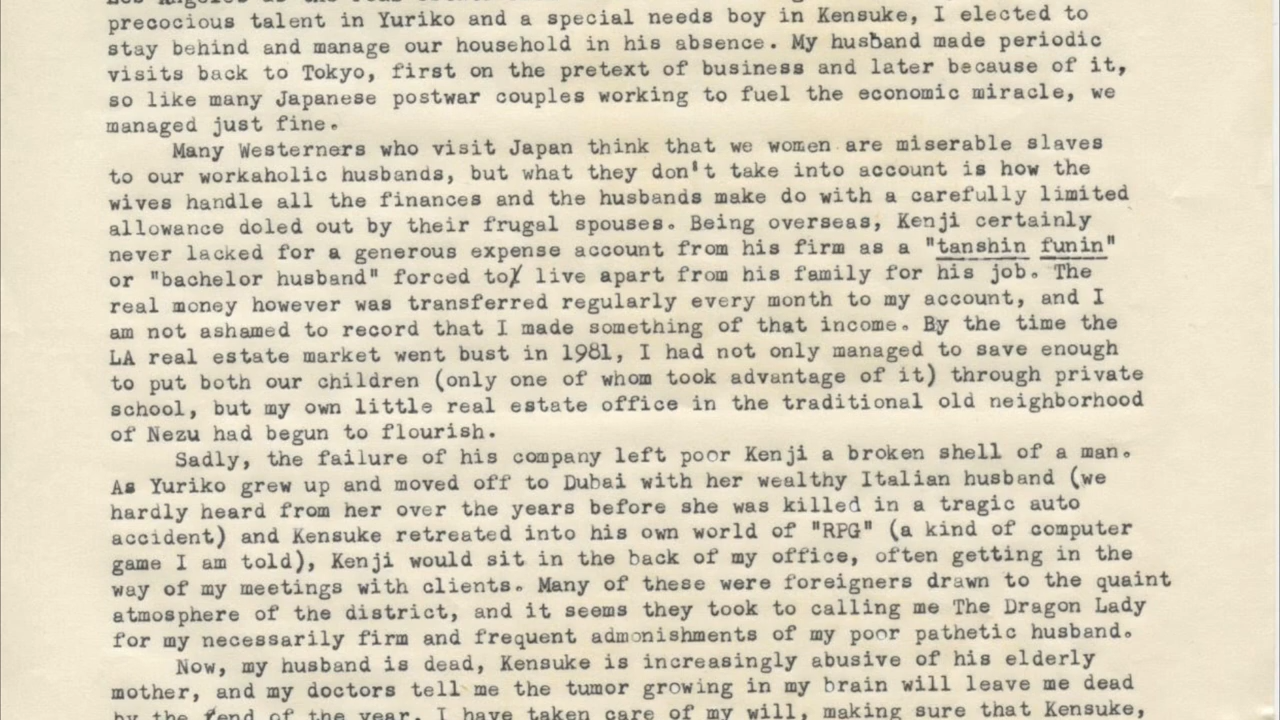 precocious talent in Yuriko and a special needs boy in Kensuke, I elected to
stay behind and manage our household in his absence. My husband made periodic
visits back to Tokyo, first on the pretext of business and later because of it,
so like many Japanese postwar couples working to fuel the economic miracle, we
managed just fine.
Many Westerners who visit Japan think that we women are miserable slaves
to our workaholic husbands, but what they don't take into account is how the
wives handle all the finances and the husbands make do with a carefully limited
allowance doled out by their frugal spouses. Being overseas, Kenji certainly
never lacked for a generous expense account from his firm as a "tanshin funin"
or "bachelor husband" forced to live apart from his family for his job. The
real money however was transferred regularly every month to my account, and I
am not ashamed to record that I made something of that income. By the time the
LA real estate market went bust in 1981, I had not only managed to save enough
to put both our children (only one of whom took advantage of it) through private
school, but my own little real estate office in the traditional old neighborhood
of Nezu had begun to flourish.
Sadly, the failure of his company left poor Kenji a broken shell of a man.
As Yuriko grew up and moved off to Dubai with her wealthy Italian husband (we
hardly heard from her over the years before she was killed in a tragic auto
accident) and Kensuke retreated into his own world of "RPG" (a kind of computer
game I am told), Kenji would sit in the back of my office, often getting in the
way of my meetings with clients. Many of these were foreigners drawn to the quaint
atmosphere of the district, and it seems they took to calling me The Dragon Lady
for my necessarily firm and frequent admonishments of my poor pathetic husband.
Now, my husband is dead, Kensuke is increasingly abusive of his elderly
mother, and my doctors tell me the tumor growing in my brain will leave me dead
by the end of the year. I have taken care of my will, making sure that Kensuke,